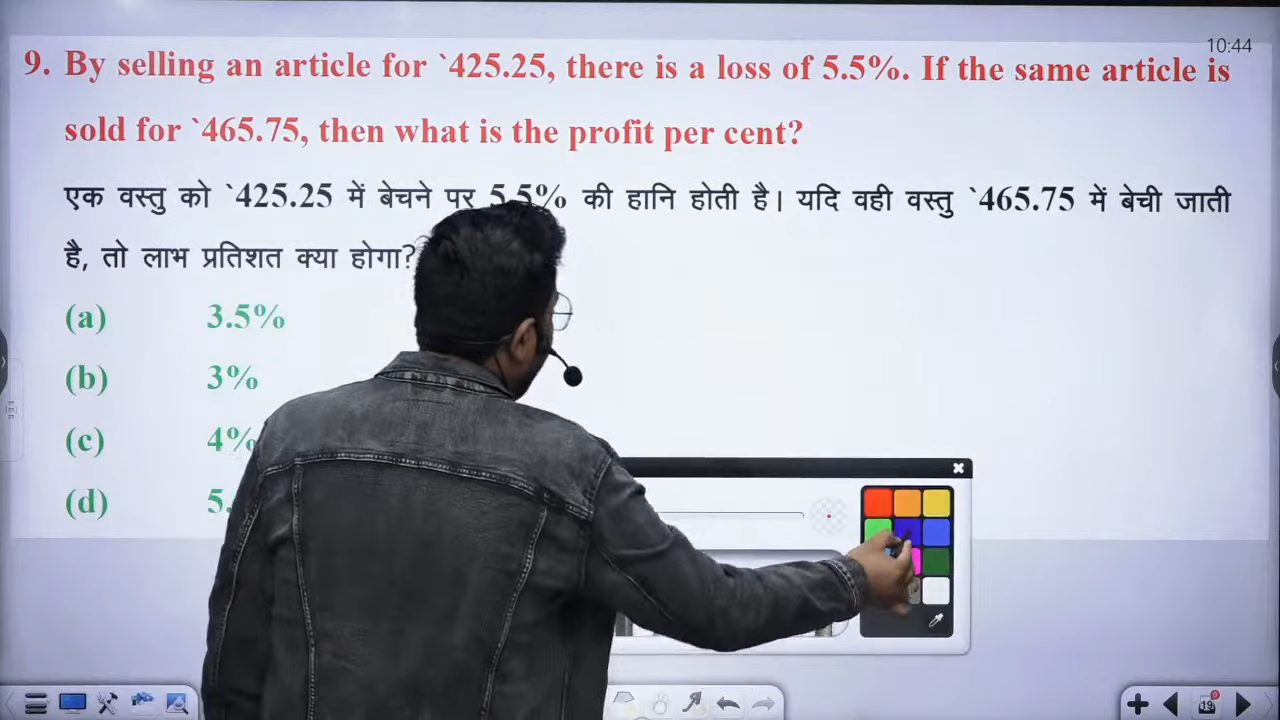 10:44
9. By selling an article for `425.25, there is a loss of 5.5%. If the same article is
sold for `465.75, then what is the profit per cent?
एक वस्तु को `425.25 में बेचने पर 5.5% की हानि होती है। यदि वही वस्तु `465.75 में बेची जाती
है, तो लाभ प्रतिशत क्या होगा?
(a) 3.5%
(b) 3%
(c) 4%
(d) 5.
19